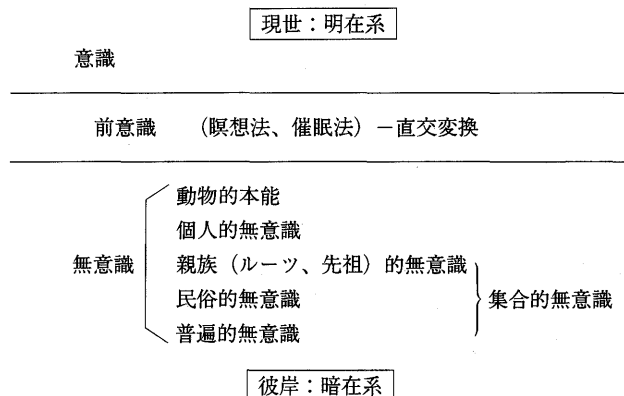 現世：明在系
意識
前意識　（瞑想法、催眠法）－直交変換
動物的本能
個人的無意識
無意識　親族（ルーツ、先祖）的無意識
民俗的無意識　集合的無意識
普遍的無意識
彼岸：暗在系